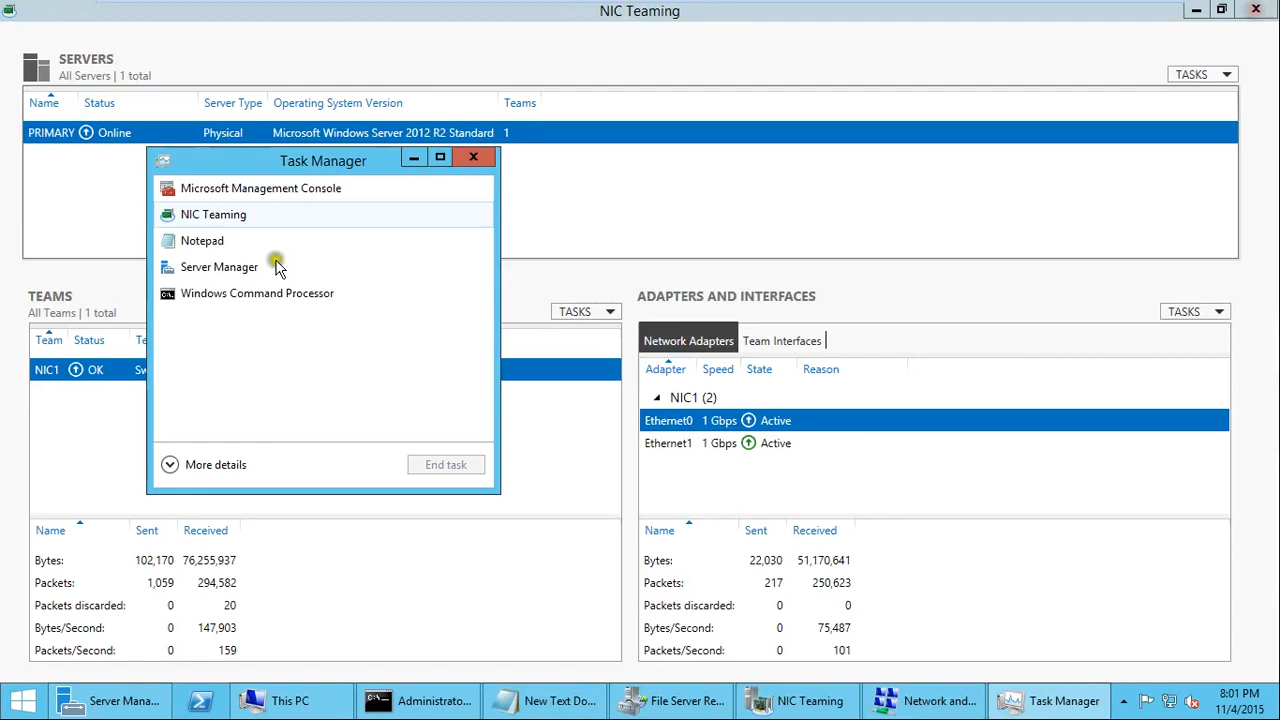 NIC Teaming
SERVERS
All Servers | 1 total
TASKS
Name Status Server Type Operating System Version Teams
PRIMARY Online Physical Microsoft Windows Server 2012 R2 Standard 1
Task Manager
Microsoft Management Console
NIC Teaming
Notepad
Server Manager
Windows Command Processor
More details End task
TEAMS
All Teams | 1 total
TASKS
Team Status
NIC1 OK
Name Sent Received
Bytes: 102,170 76,255,937
Packets: 1,059 294,582
Packets discarded: 0 20
Bytes/Second: 0 147,903
Packets/Second: 0 159
ADAPTERS AND INTERFACES
TASKS
Network Adapters Team Interfaces
Adapter Speed State Reason
NIC1 (2)
Ethernet0 1 Gbps Active
Ethernet1 1 Gbps Active
Name Sent Received
Bytes: 22,030 51,170,641
Packets: 217 250,623
Packets discarded: 0 0
Bytes/Second: 0 75,487
Packets/Second: 0 101
Server Mana... This PC Administrato... New Text Do... File Server Re... NIC Teaming Network and... Task Manager
8:01 PM
11/4/2015